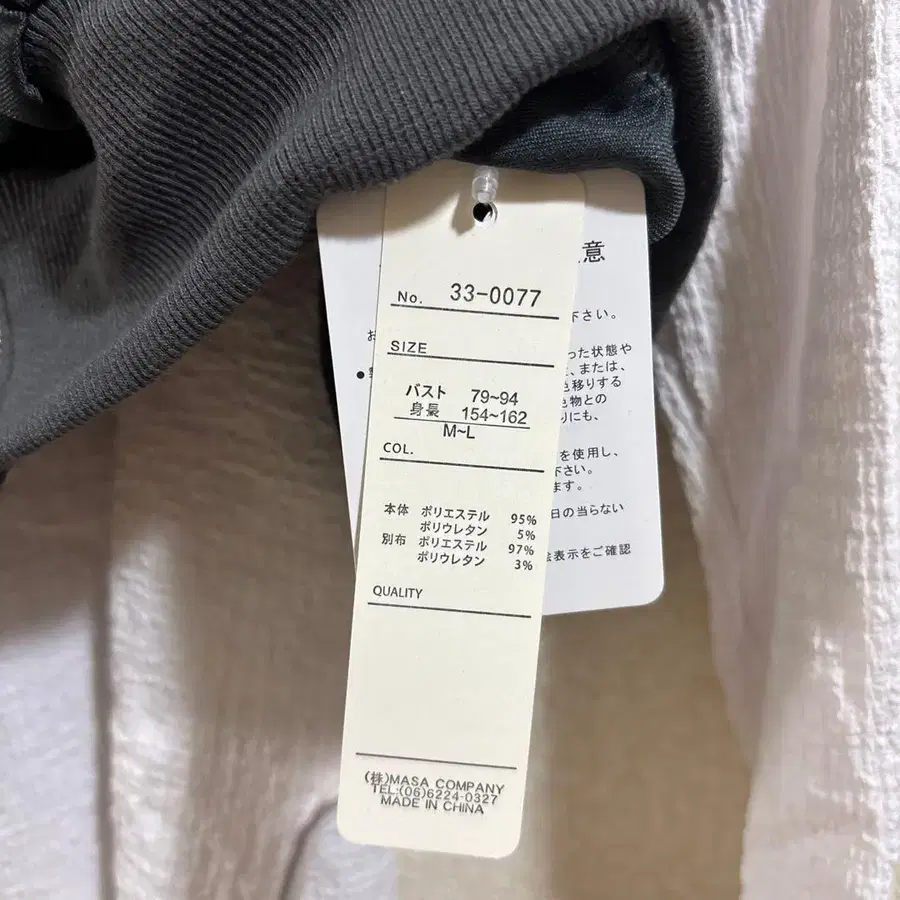 No. 33-0077
SIZE
バスト 79~94
身長 154~162
M~L
COL.
本体 ポリエステル 95%
ポリウレタン 5%
別布 ポリエステル 97%
ポリウレタン 3%
QUALITY
(株)MASA COMPANY
TEL:(06)6224-0327
MADE IN CHINA
意
下さい。
った状態や
、または、
色移りする
色物との
りにも、
を使用し、
下さい。
ます。
日の当らない
表示をご確認